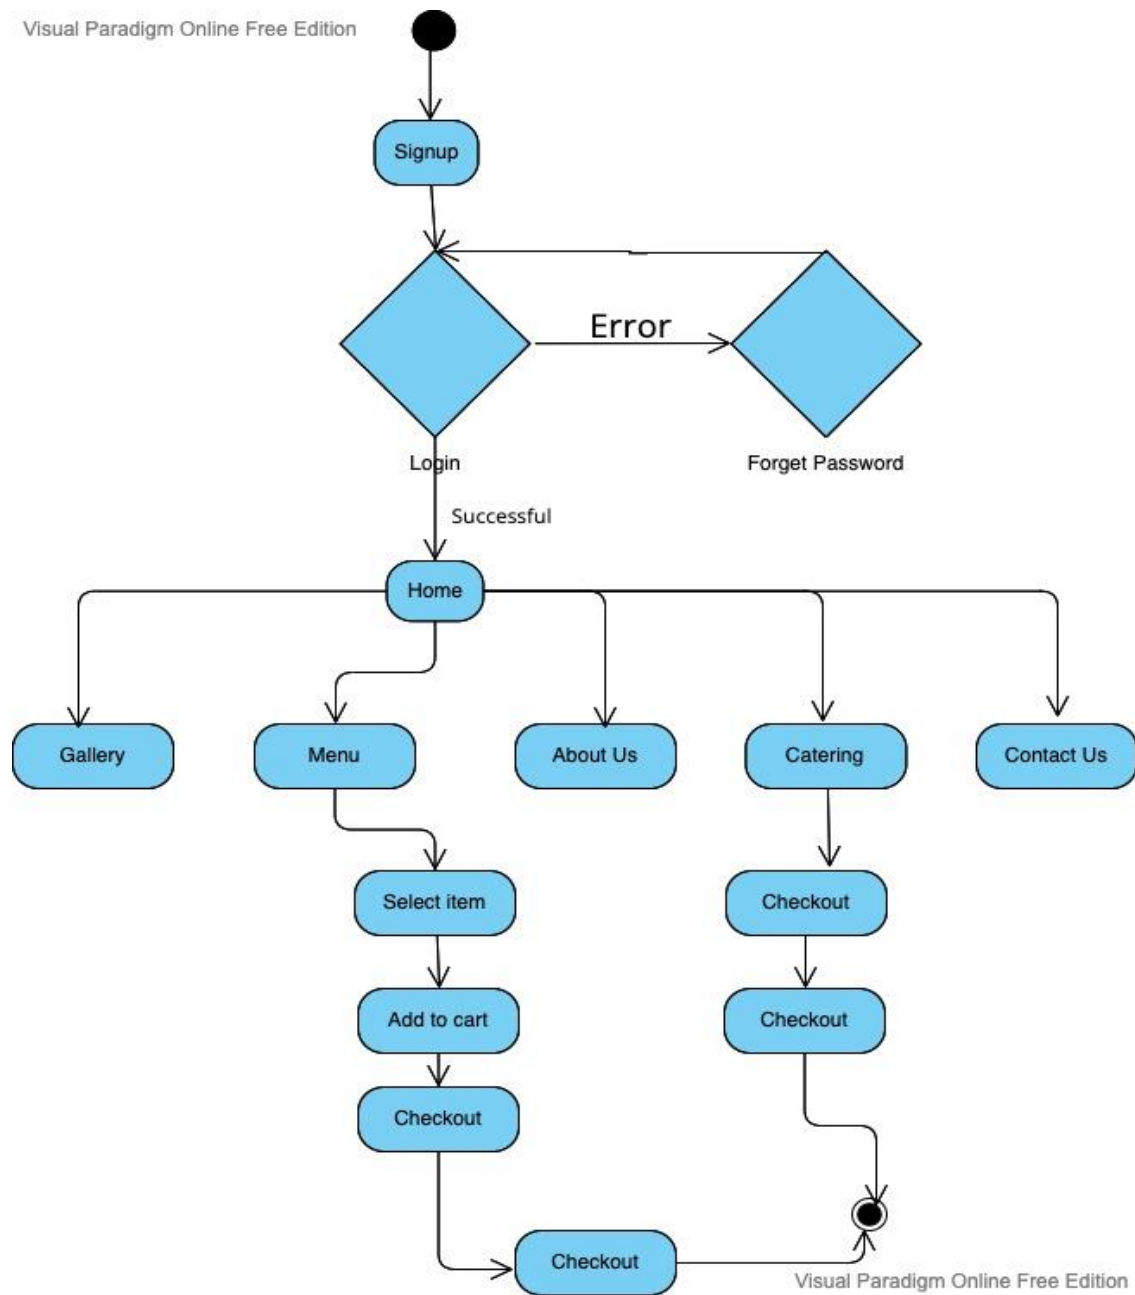 Visual Paradigm Online Free Edition
Signup
Error
Login
Forget Password
Successful
Home
Gallery
Menu
About Us
Catering
Contact Us
Select item
Checkout
Add to cart
Checkout
Checkout
Checkout
Visual Paradigm Online Free Edition